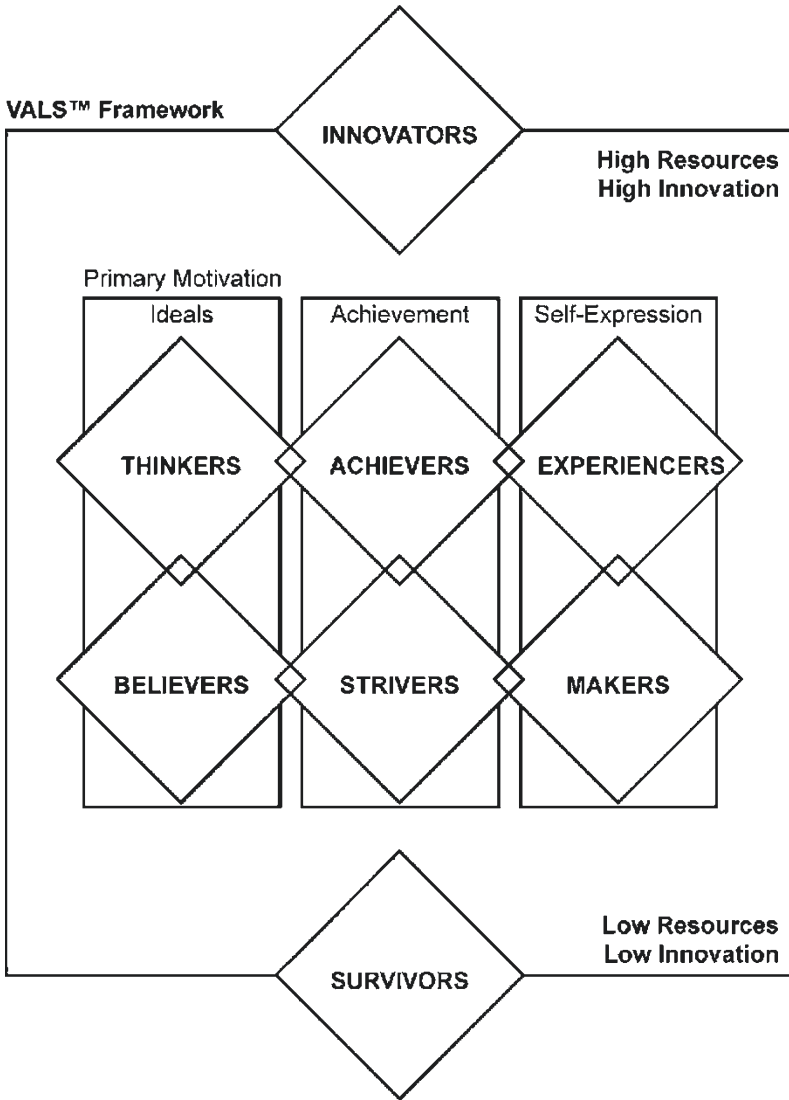 VALS™ Framework
INNOVATORS
High Resources
High Innovation
Primary Motivation
Ideals
Achievement
Self-Expression
THINKERS
ACHIEVERS
EXPERIENCERS
BELIEVERS
STRIVERS
MAKERS
Low Resources
Low Innovation
SURVIVORS